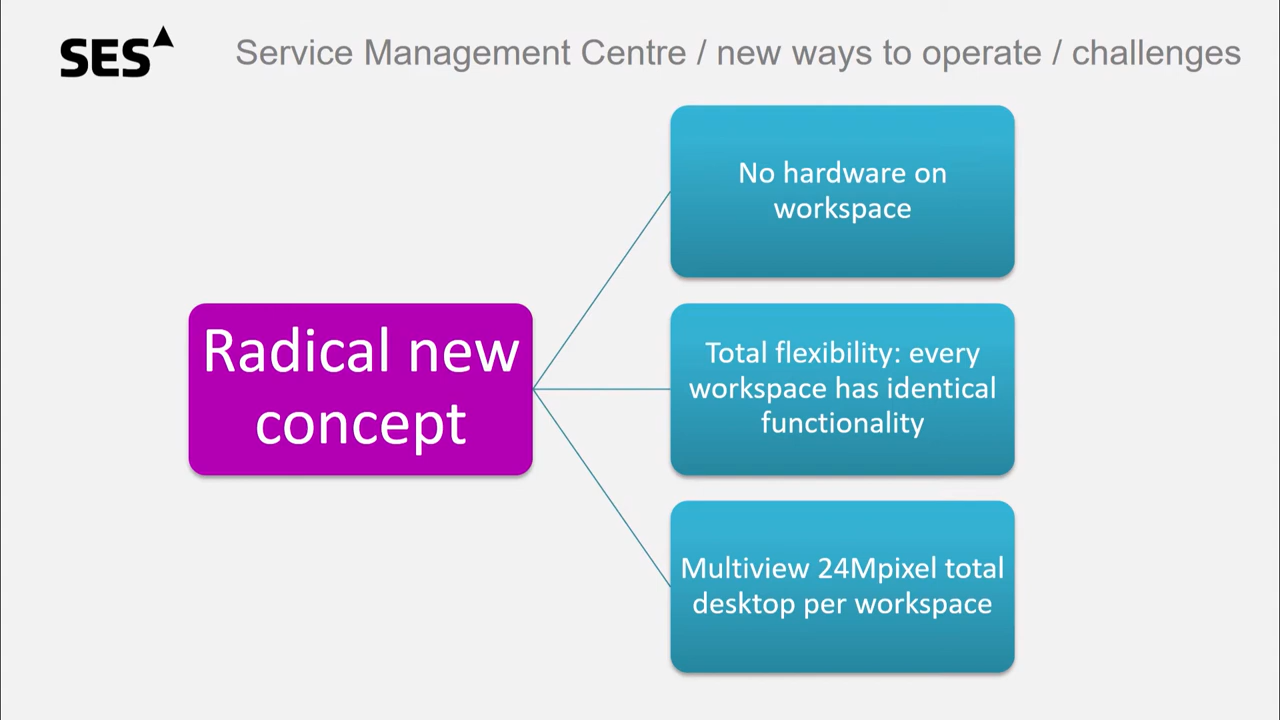 SES
Service Management Centre / new ways to operate / challenges
No hardware on
workspace
Radical new
concept
Total flexibility: every
workspace has identical
functionality
Multiview 24Mpixel total
desktop per workspace